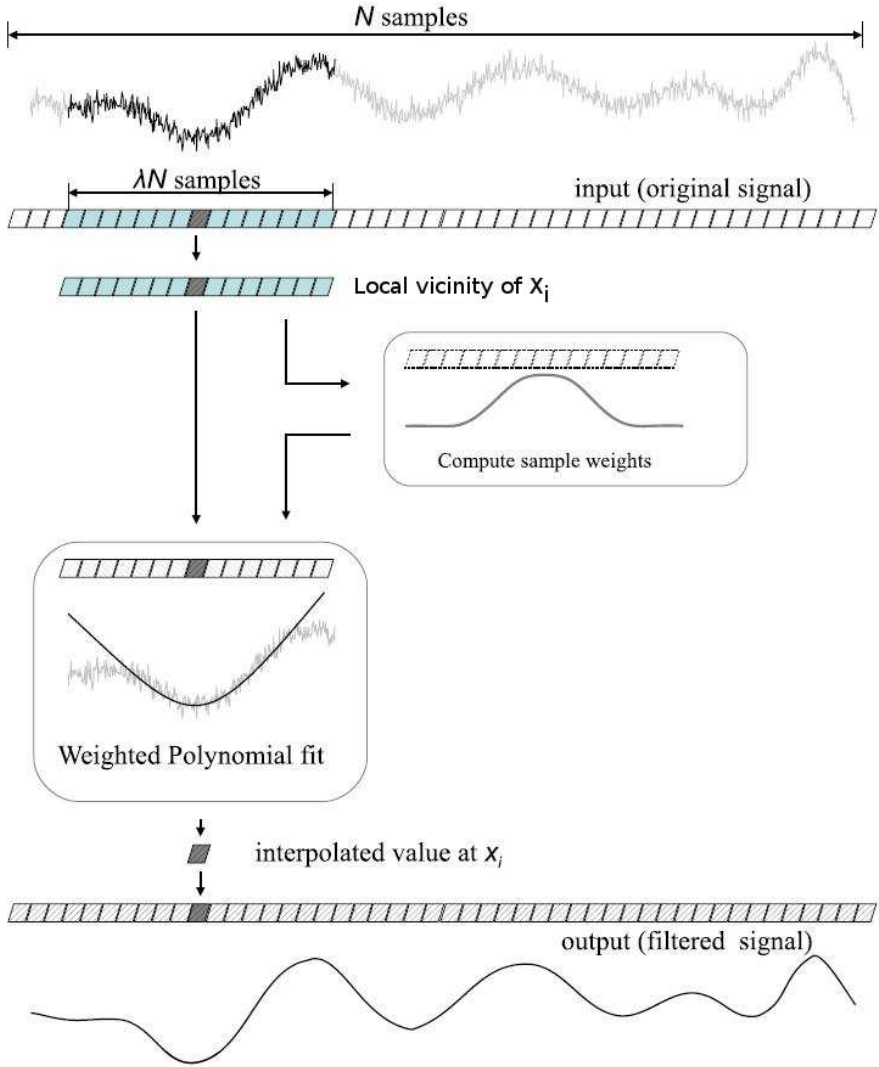 N samples
λN samples
input (original signal)
Local vicinity of xi
Compute sample weights
Weighted Polynomial fit
interpolated value at xi
output (filtered signal)